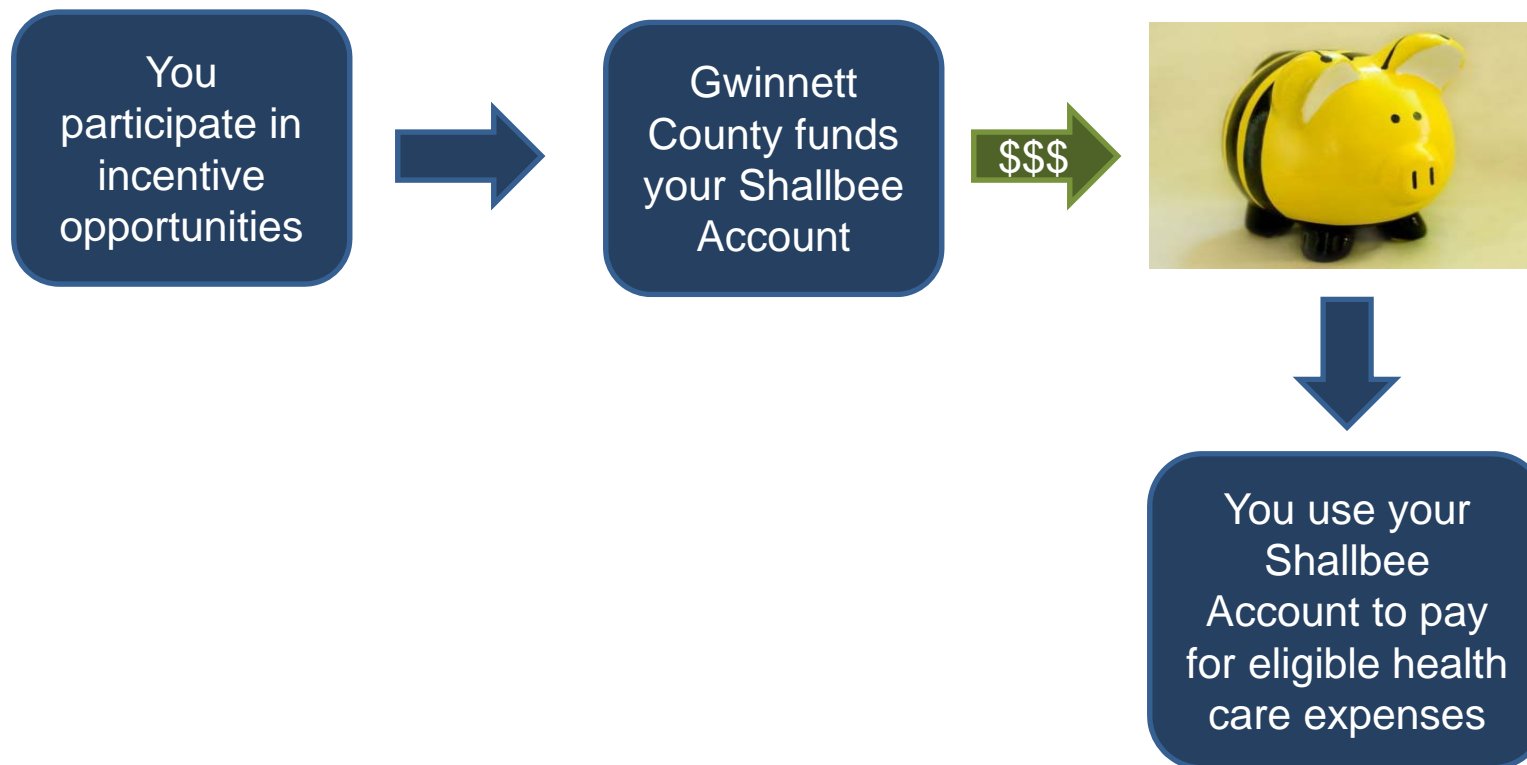 You
participate in
incentive
opportunities
Gwinnett
County funds
your Shallbee
Account
$$$
You use your
Shallbee
Account to pay
for eligible health
care expenses